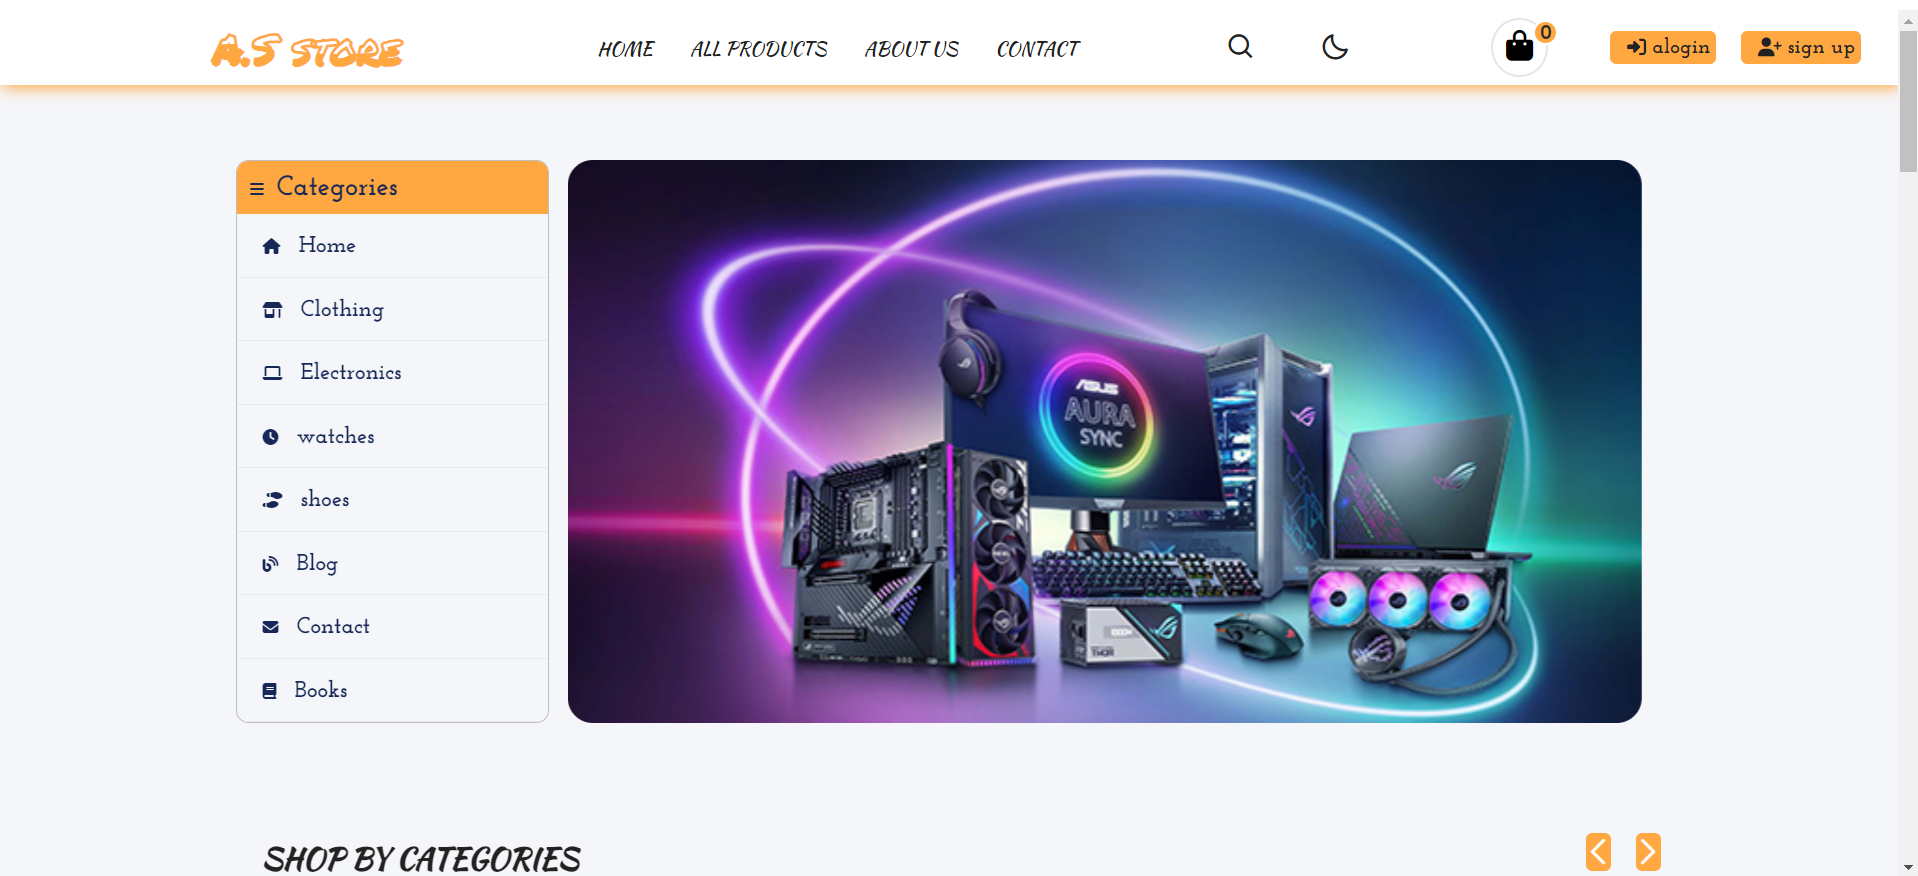 A.S STORE
HOME
ALL PRODUCTS
ABOUT US
CONTACT
0
alogin
sign up
Categories
Home
Clothing
Electronics
watches
shoes
Blog
Contact
Books
ASUS
AURA
SYNC
THOR
SHOP BY CATEGORIES